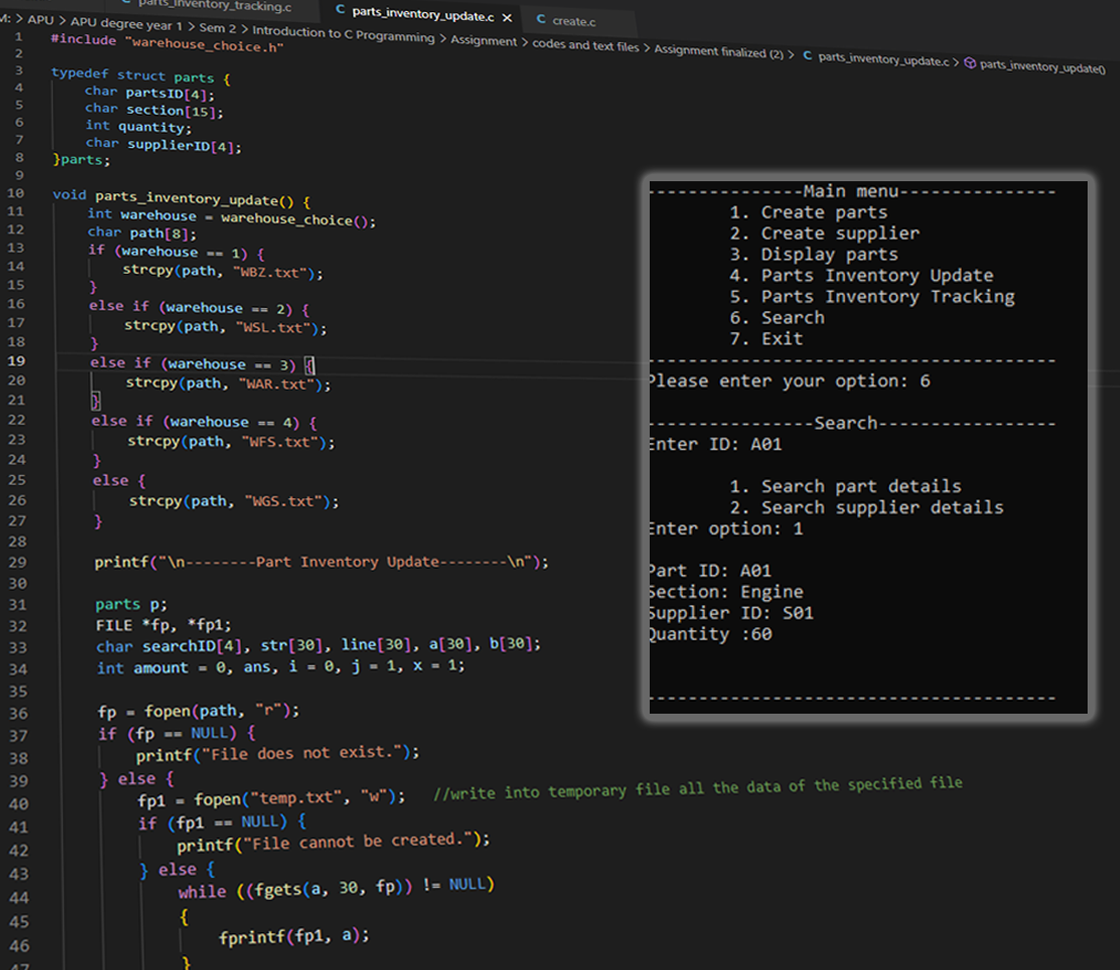 parts_inventory_tracking.c
C parts_inventory_update.c × C create.c
M: > APU > APU degree year 1 > Sem 2 > Introduction to C Programming > Assignment > codes and text files > Assignment finalized (2) > C parts_inventory_update.c > parts_inventory_update()
1 #include "warehouse_choice.h"
2
3 typedef struct parts {
4 char partsID[4];
5 char section[15];
6 int quantity;
7 char supplierID[4];
8 }parts;
9
10 void parts_inventory_update() {
11 int warehouse = warehouse_choice();
12 char path[8];
13 if (warehouse == 1) {
14 strcpy(path, "WBZ.txt");
15 }
16 else if (warehouse == 2) {
17 strcpy(path, "WSL.txt");
18 }
19 else if (warehouse == 3) {
20 strcpy(path, "WAR.txt");
21 }
22 else if (warehouse == 4) {
23 strcpy(path, "WFS.txt");
24 }
25 else {
26 strcpy(path, "WGS.txt");
27 }
28
29 printf("\n--------Part Inventory Update--------\n");
30
31 parts p;
32 FILE *fp, *fp1;
33 char searchID[4], str[30], line[30], a[30], b[30];
34 int amount = 0, ans, i = 0, j = 1, x = 1;
35
36 fp = fopen(path, "r");
37 if (fp == NULL) {
38 printf("File does not exist.");
39 } else {
40 fp1 = fopen("temp.txt", "w"); //write into temporary file all the data of the specified file
41 if (fp1 == NULL) {
42 printf("File cannot be created.");
43 } else {
44 while ((fgets(a, 30, fp)) != NULL)
45 {
46 fprintf(fp1, a);
47 }
---------------Main menu---------------
1. Create parts
2. Create supplier
3. Display parts
4. Parts Inventory Update
5. Parts Inventory Tracking
6. Search
7. Exit
---------------------------------------
Please enter your option: 6
----------------Search-----------------
Enter ID: A01
1. Search part details
2. Search supplier details
Enter option: 1
Part ID: A01
Section: Engine
Supplier ID: S01
Quantity :60
---------------------------------------